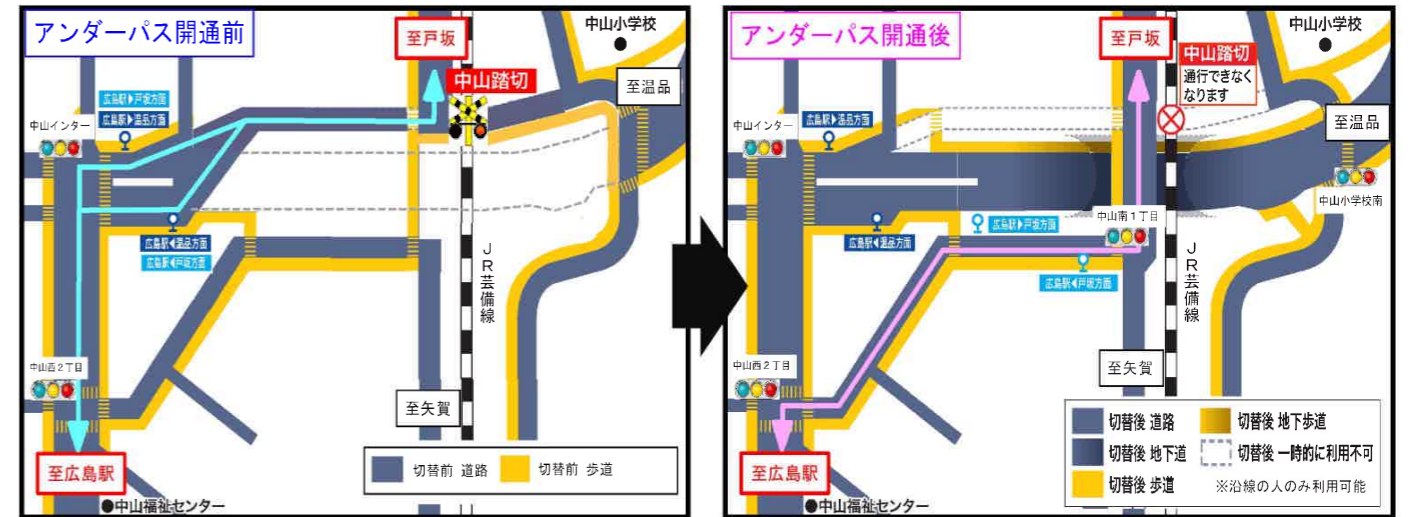 アンダーパス開通前
至戸坂
中山小学校
中山踏切
至温品
広島駅▶戸坂方面
広島駅▶温品方面
中山インター
広島駅◀温品方面
広島駅◀戸坂方面
JR芸備線
中山西2丁目
至矢賀
切替前 道路
切替前 歩道
至広島駅
●中山福祉センター
アンダーパス開通後
至戸坂
中山小学校
中山踏切
通行できなく
なります
至温品
広島駅▶温品方面
中山インター
中山小学校南
中山南1丁目
広島駅▶戸坂方面
広島駅◀温品方面
広島駅◀戸坂方面
JR芸備線
中山西2丁目
至矢賀
切替後 道路
切替後 地下歩道
切替後 地下道
切替後 一時的に利用不可
切替後 歩道
※沿線の人のみ利用可能
至広島駅
●中山福祉センター